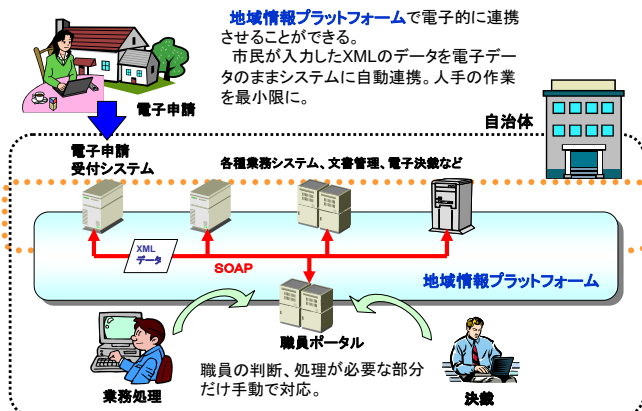 地域情報プラットフォームで電子的に連携
させることができる。
市民が入力したXMLのデータを電子デー
タのままシステムに自動連携。人手の作業
を最小限に。
電子申請
自治体
電子申請
受付システム
各種業務システム、文書管理、電子決裁など
XML
データ
SOAP
地域情報プラットフォーム
職員ポータル
職員の判断、処理が必要な部分
だけ手動で対応。
業務処理
決裁